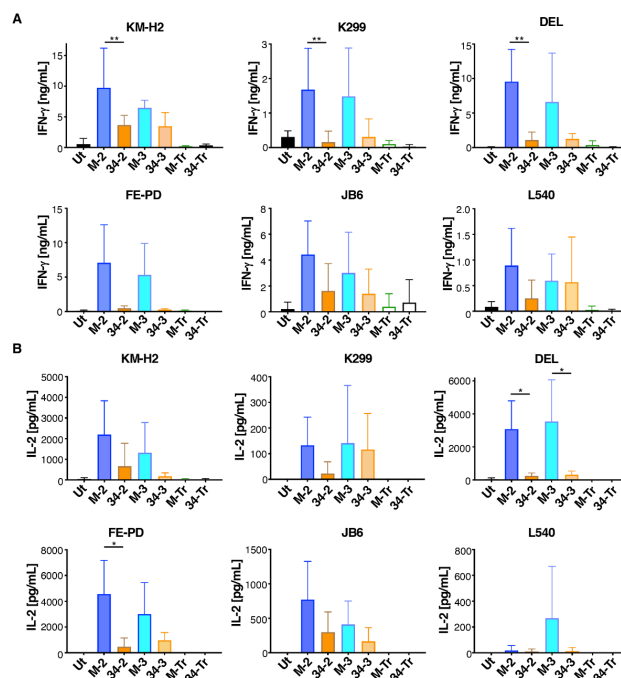 A
KM-H2
K299
DEL
**
**
**
IFN-γ [ng/mL]
15
10
5
0
IFN-γ [ng/mL]
3
2
1
0
IFN-γ [ng/mL]
15
10
5
0
Ut M-2 34-2 M-3 34-3 M-Tr 34-Tr
Ut M-2 34-2 M-3 34-3 M-Tr 34-Tr
Ut M-2 34-2 M-3 34-3 M-Tr 34-Tr
FE-PD
JB6
L540
IFN-γ [ng/mL]
15
10
5
0
IFN-γ [ng/mL]
8
6
4
2
0
IFN-γ [ng/mL]
2.0
1.5
1.0
0.5
0.0
Ut M-2 34-2 M-3 34-3 M-Tr 34-Tr
Ut M-2 34-2 M-3 34-3 M-Tr 34-Tr
Ut M-2 34-2 M-3 34-3 M-Tr 34-Tr
B
KM-H2
K299
DEL
*
*
IL-2 [pg/mL]
5000
4000
3000
2000
1000
0
IL-2 [pg/mL]
400
300
200
100
0
IL-2 [pg/mL]
6000
4000
2000
0
Ut M-2 34-2 M-3 34-3 M-Tr 34-Tr
Ut M-2 34-2 M-3 34-3 M-Tr 34-Tr
Ut M-2 34-2 M-3 34-3 M-Tr 34-Tr
FE-PD
JB6
L540
*
IL-2 [pg/mL]
8000
6000
4000
2000
0
IL-2 [pg/mL]
1500
1000
500
0
IL-2 [pg/mL]
800
600
400
200
0
Ut M-2 34-2 M-3 34-3 M-Tr 34-Tr
Ut M-2 34-2 M-3 34-3 M-Tr 34-Tr
Ut M-2 34-2 M-3 34-3 M-Tr 34-Tr